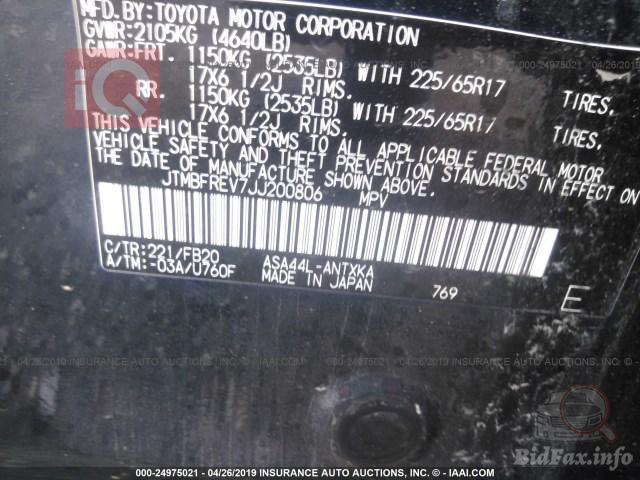 MFD.BY:TOYOTA MOTOR CORPORATION
GVWR:2105KG (4640LB)
GAWR:FRT. 1150KG (2535LB) WITH 225/65R17 TIRES,
17X6 1/2J RIMS.
RR. 1150KG (2535LB) WITH 225/65R17 TIRES,
17X6 1/2J RIMS.
THIS VEHICLE CONFORMS TO ALL APPLICABLE FEDERAL MOTOR
VEHICLE SAFETY AND THEFT PREVENTION STANDARDS IN EFFECT ON
THE DATE OF MANUFACTURE SHOWN ABOVE.
JTMBFREV7JJ200806 MPV
C/TR:221/FB20 ASA44L-ANTXKA
A/TM:-03A/U760F MADE IN JAPAN 769
E
000-24975021 - 04/26/2019 INSURANCE AUTO AUCTIONS, INC. - IAAI.COM
BidFax.info